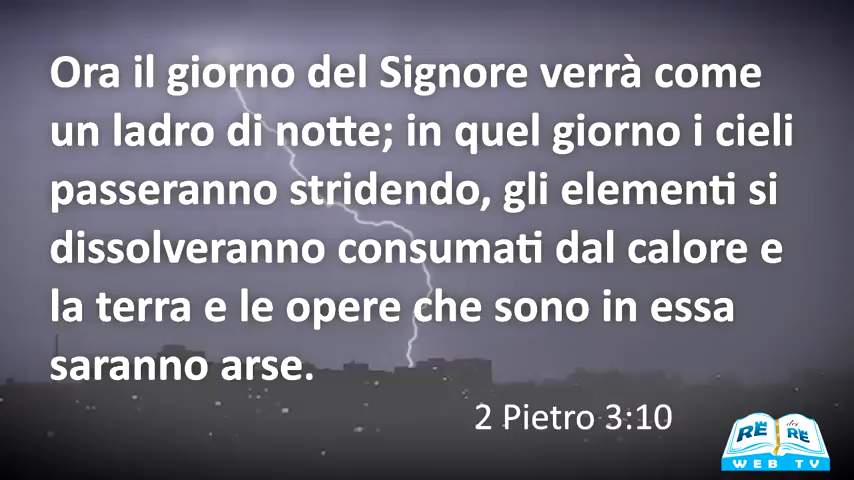 Ora il giorno del Signore verrà come
un ladro di notte; in quel giorno i cieli
passeranno stridendo, gli elementi si
dissolveranno consumati dal calore e
la terra e le opere che sono in essa
saranno arse.
2 Pietro 3:10
RE dei RE
WEB TV